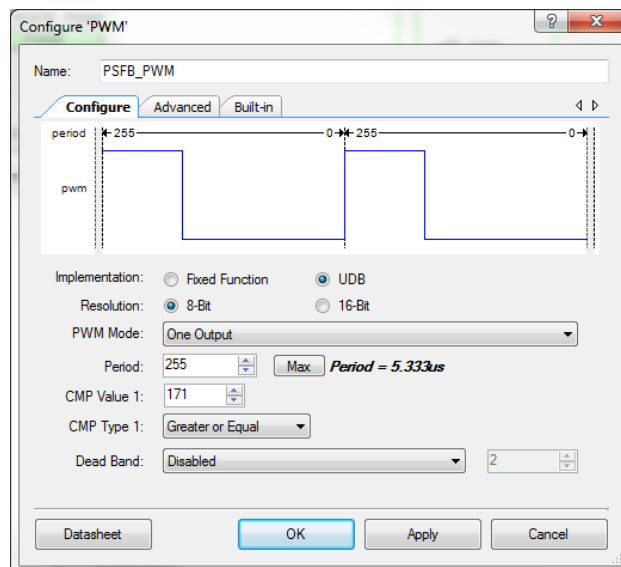 Configure 'PWM'
Name: PSFB_PWM
Configure Advanced Built-in
period 255 0 255 0
pwm
Implementation: Fixed Function UDB
Resolution: 8-Bit 16-Bit
PWM Mode: One Output
Period: 255 Max Period = 5.333us
CMP Value 1: 171
CMP Type 1: Greater or Equal
Dead Band: Disabled 2
Datasheet OK Apply Cancel